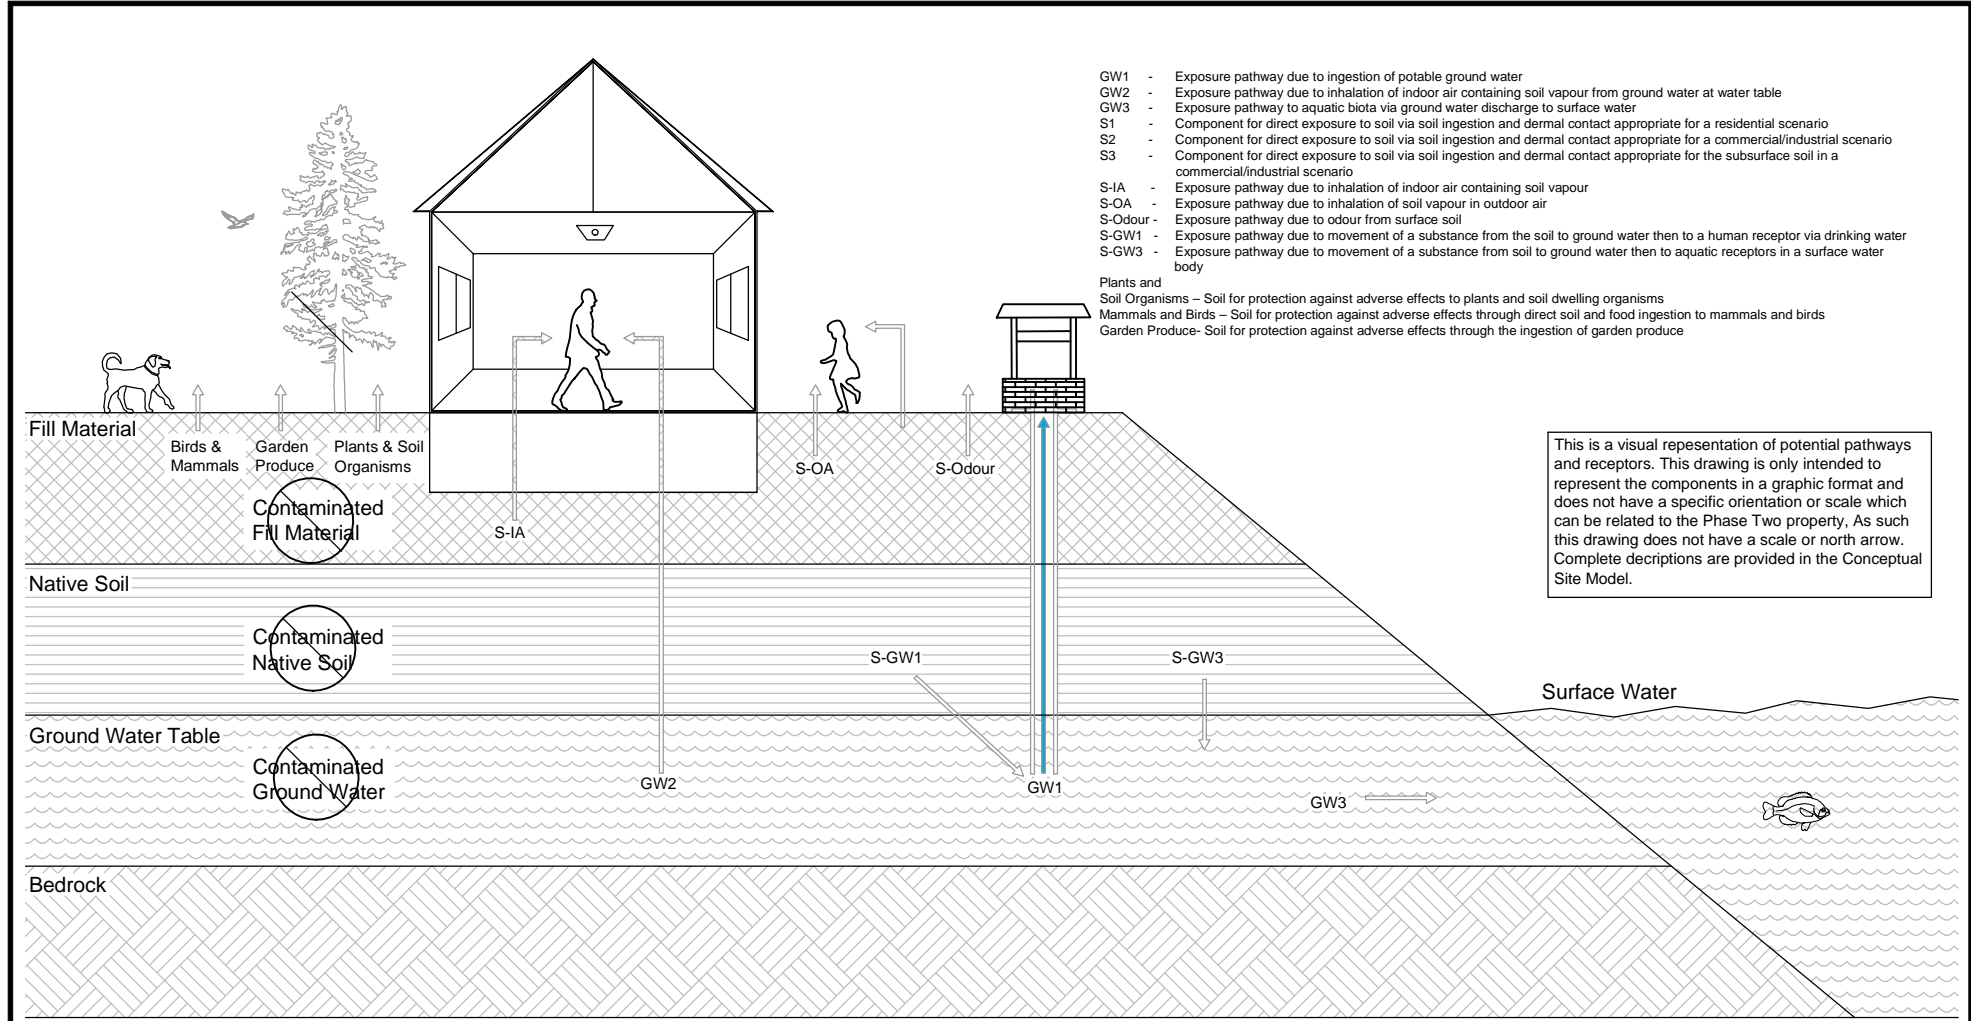 GW1 - Exposure pathway due to ingestion of potable ground water
GW2 - Exposure pathway due to inhalation of indoor air containing soil vapour from ground water at water table
GW3 - Exposure pathway to aquatic biota via ground water discharge to surface water
S1 - Component for direct exposure to soil via soil ingestion and dermal contact appropriate for a residential scenario
S2 - Component for direct exposure to soil via soil ingestion and dermal contact appropriate for a commercial/industrial scenario
S3 - Component for direct exposure to soil via soil ingestion and dermal contact appropriate for the subsurface soil in a
commercial/industrial scenario
S-IA - Exposure pathway due to inhalation of indoor air containing soil vapour
S-OA - Exposure pathway due to inhalation of soil vapour in outdoor air
S-Odour - Exposure pathway due to odour from surface soil
S-GW1 - Exposure pathway due to movement of a substance from the soil to ground water then to a human receptor via drinking water
S-GW3 - Exposure pathway due to movement of a substance from soil to ground water then to aquatic receptors in a surface water
body
Plants and
Soil Organisms – Soil for protection against adverse effects to plants and soil dwelling organisms
Mammals and Birds – Soil for protection against adverse effects through direct soil and food ingestion to mammals and birds
Garden Produce- Soil for protection against adverse effects through the ingestion of garden produce
Fill Material
Birds &
Mammals
Garden
Produce
Plants & Soil
Organisms
S-OA
S-Odour
Contaminated
Fill Material
S-IA
This is a visual repesentation of potential pathways
and receptors. This drawing is only intended to
represent the components in a graphic format and
does not have a specific orientation or scale which
can be related to the Phase Two property, As such
this drawing does not have a scale or north arrow.
Complete decriptions are provided in the Conceptual
Site Model.
Native Soil
Contaminated
Native Soil
S-GW1
S-GW3
Surface Water
Ground Water Table
Contaminated
Ground Water
GW2
GW1
GW3
Bedrock